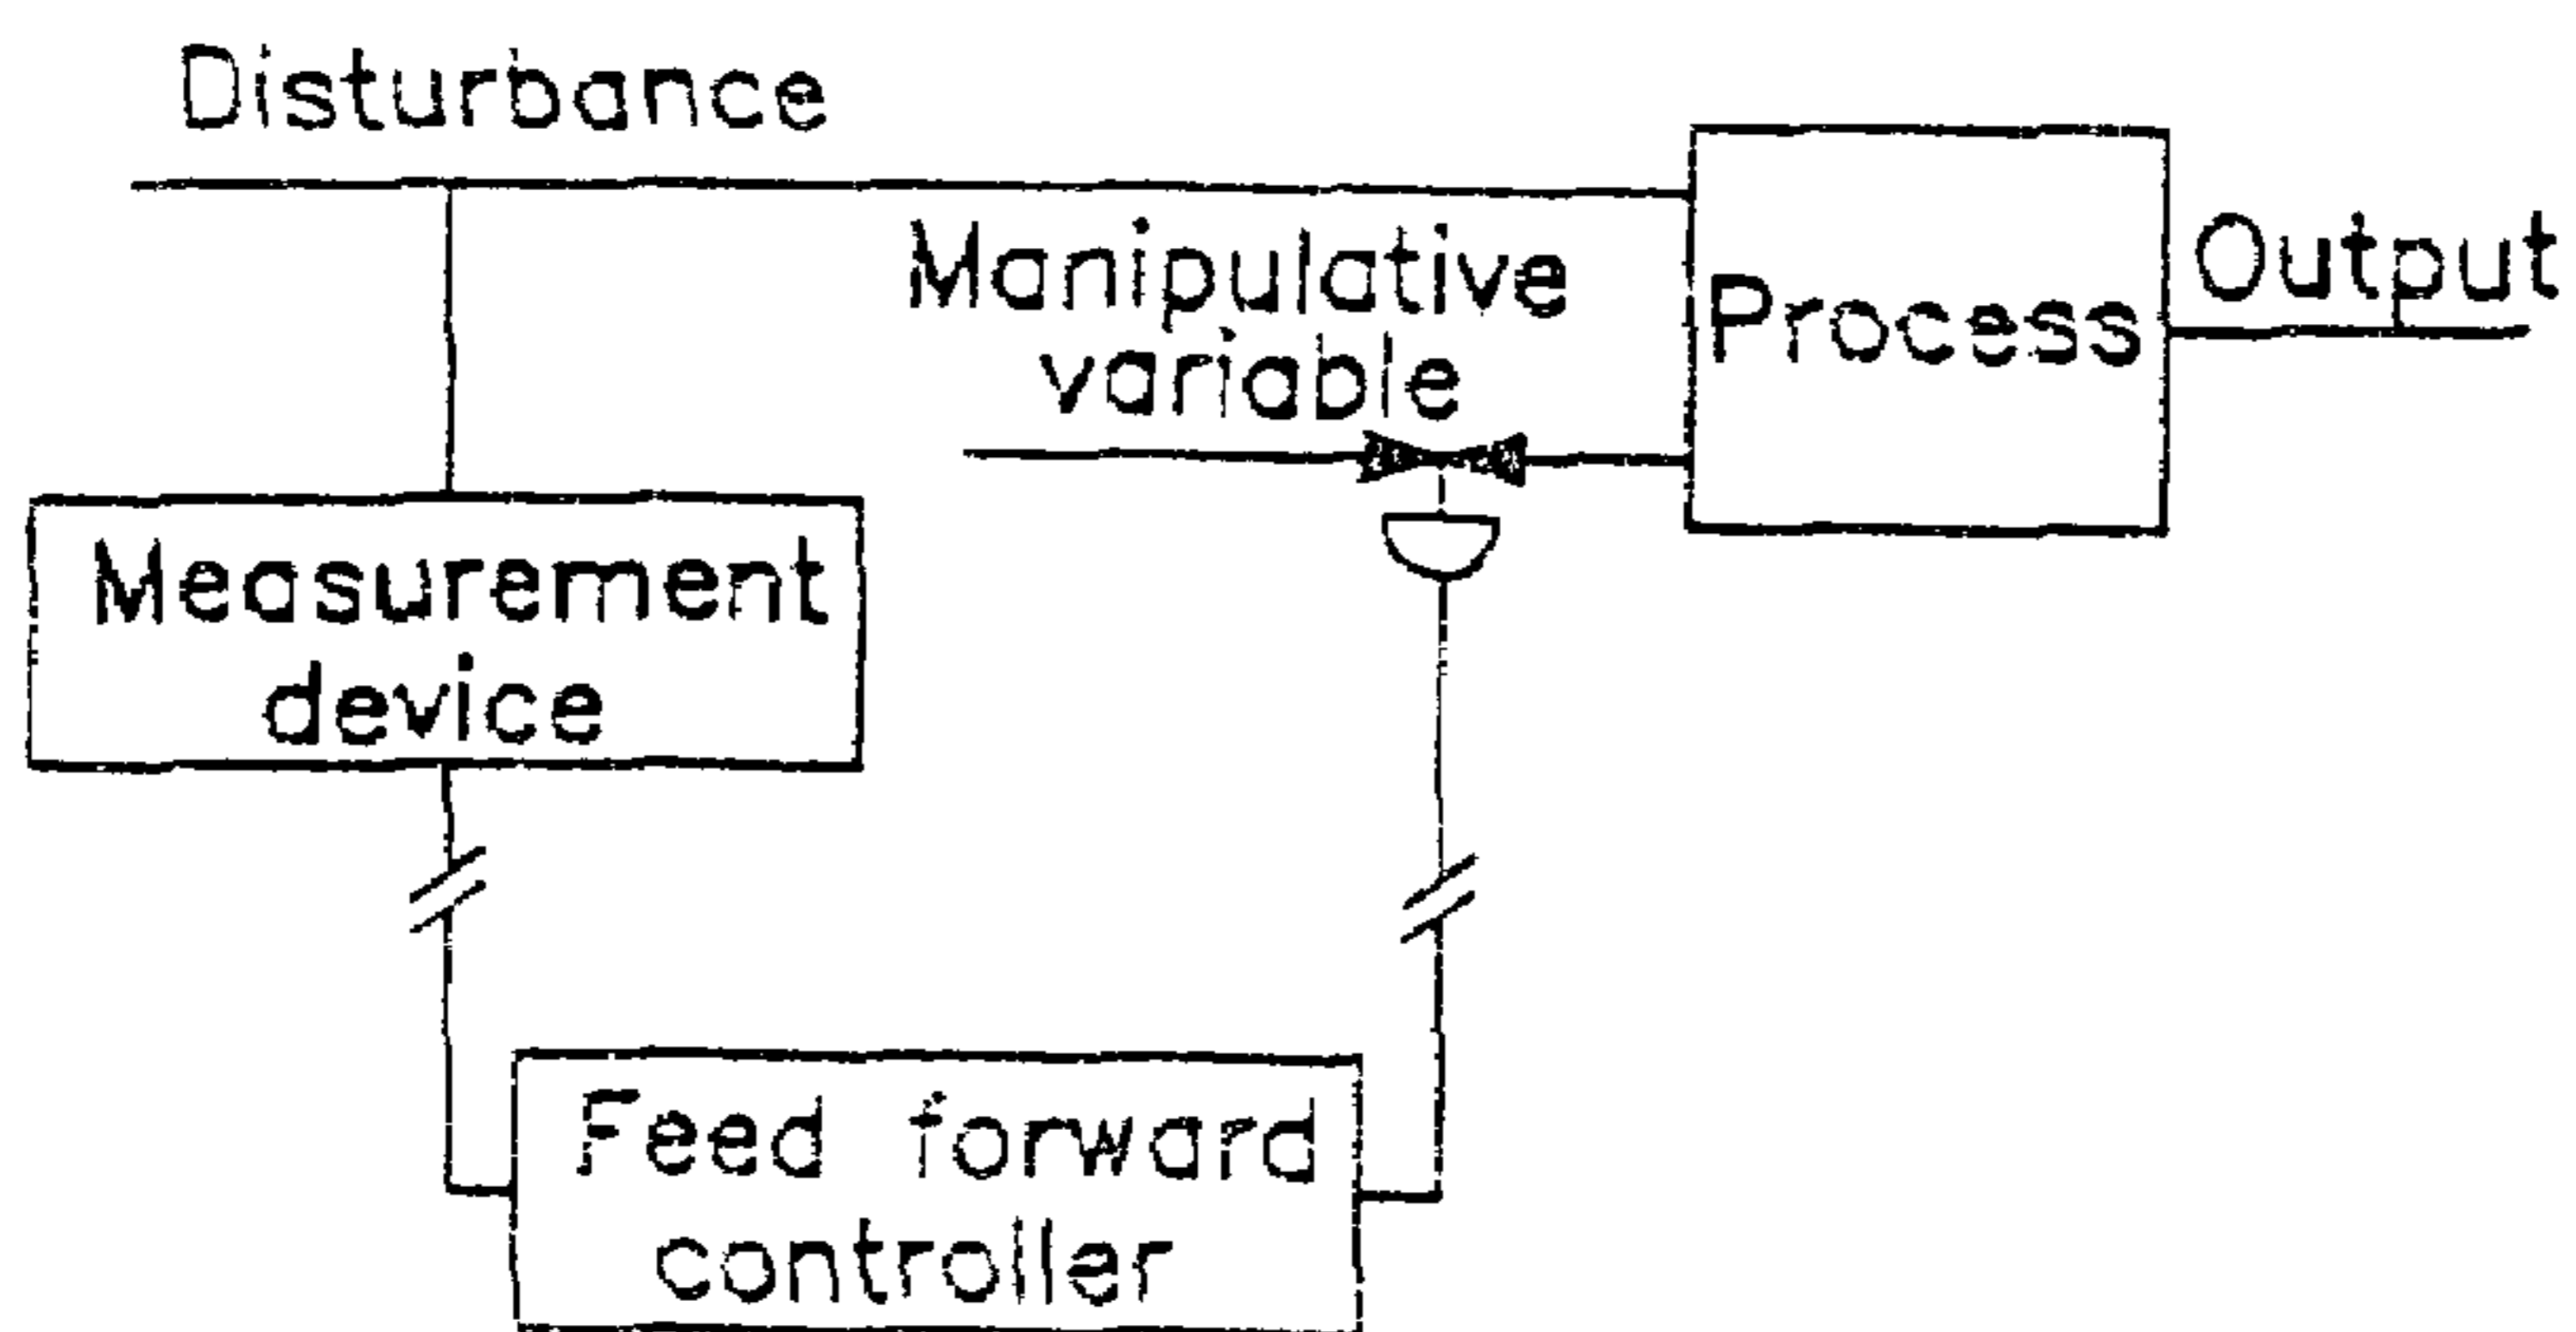 Disturbance
Manipulative
variable
Process
Output
Measurement
device
Feed forward
controller